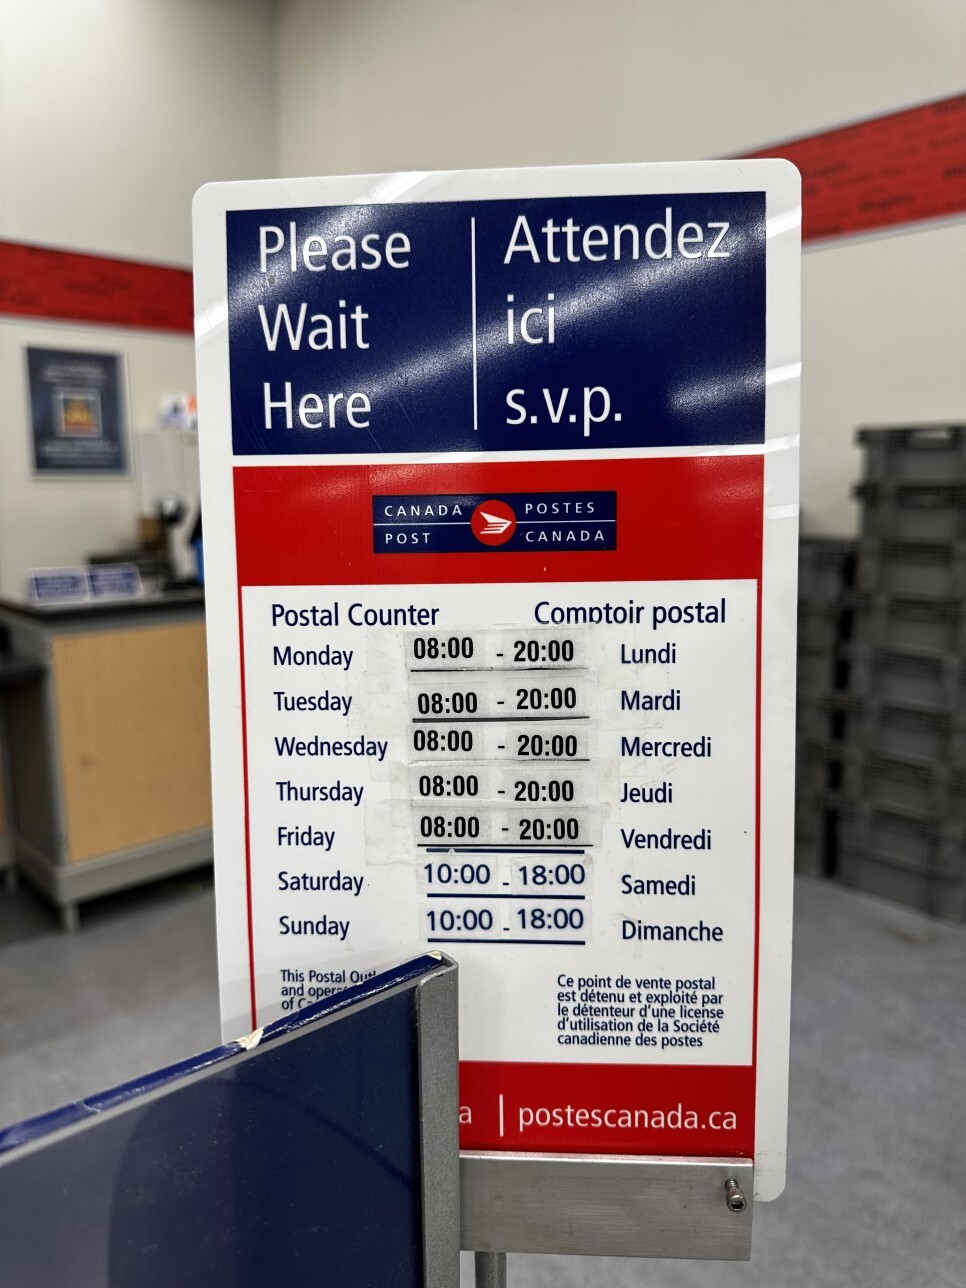 Please
Wait
Here
Attendez
ici
s.v.p.
CANADA
POST
POSTES
CANADA
Postal Counter Comptoir postal
Monday 08:00 - 20:00 Lundi
Tuesday 08:00 - 20:00 Mardi
Wednesday 08:00 - 20:00 Mercredi
Thursday 08:00 - 20:00 Jeudi
Friday 08:00 - 20:00 Vendredi
Saturday 10:00 - 18:00 Samedi
Sunday 10:00 - 18:00 Dimanche
This Postal
and
of
Ce point de vente postal
est détenu et exploité par
le détenteur d'une license
d'utilisation de la Société
canadienne des postes
a | postescanada.ca